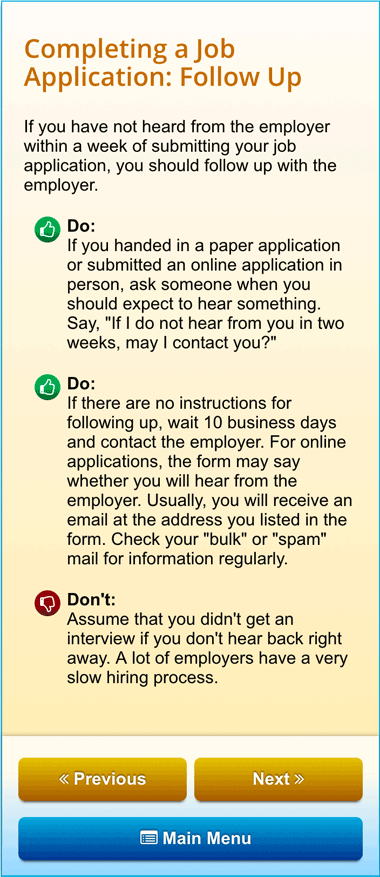 Completing a Job
Application: Follow Up
If you have not heard from the employer
within a week of submitting your job
application, you should follow up with the
employer.
Do:
If you handed in a paper application
or submitted an online application in
person, ask someone when you
should expect to hear something.
Say, "If I do not hear from you in two
weeks, may I contact you?"
Do:
If there are no instructions for
following up, wait 10 business days
and contact the employer. For online
applications, the form may say
whether you will hear from the
employer. Usually, you will receive an
email at the address you listed in the
form. Check your "bulk" or "spam"
mail for information regularly.
Don't:
Assume that you didn't get an
interview if you don't hear back right
away. A lot of employers have a very
slow hiring process.
« Previous
Next »
Main Menu